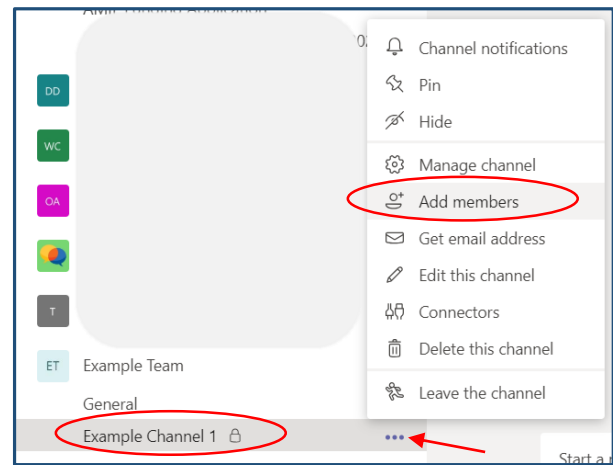 Channel notifications
Pin
Hide
Manage channel
Add members
Get email address
Edit this channel
Connectors
Delete this channel
Leave the channel
DD
WC
OA
T
ET Example Team
General
Example Channel 1
Start a